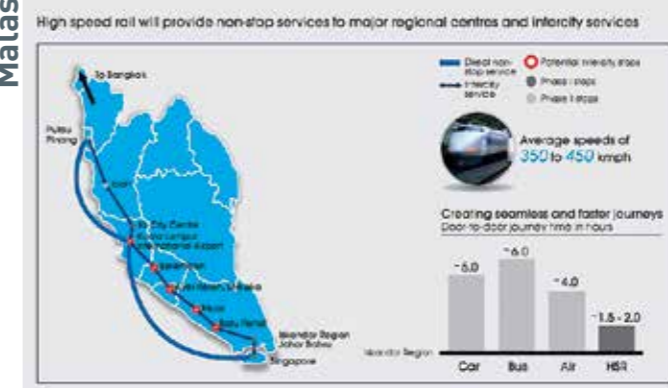 Malas
High speed rail will provide non-stop services to major regional centres and intercity services
To Bangkok
Pulau
Pinang
Ipoh
KL City Centre
Kuala Lumpur
International Airport
Seremban
Muar
Batu Pahat
Iskandar Region
Johor Bahru
Singapore
Direct non-
stop service
Intercity
service
Potential intercity stops
Phase I stops
Phase II stops
Average speeds of
350 to 450 kmph
Creating seamless and faster journeys
Door-to-door journey time in hours
~5.0
~6.0
~4.0
~1.5 - 2.0
Iskandar Region
Car
Bus
Air
HSR